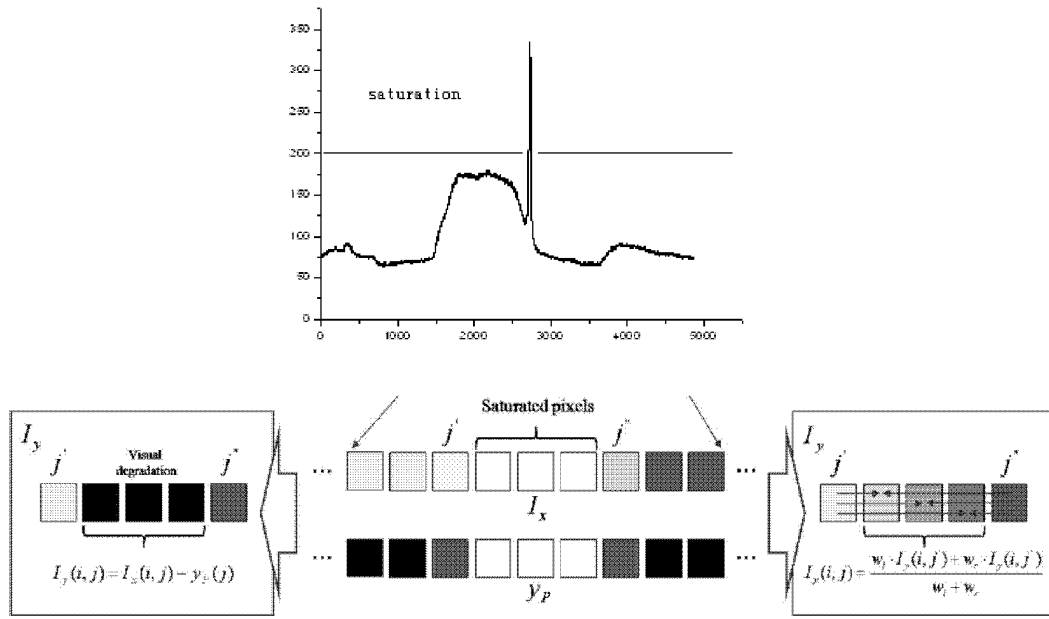 350
300
250
200
150
100
50
0
saturation
0 1000 2000 3000 4000 5000
Saturated pixels
j' j"
... ...
I_x
... ...
y_p
I_y
j' Visual degradation j"
I_y(i, j) = I_x(i, j) − y_p(j)
I_y
j' j"
I_y(i, j) = \frac{w_l · I_y(i, j') + w_r · I_y(i, j")}{w_l + w_r}